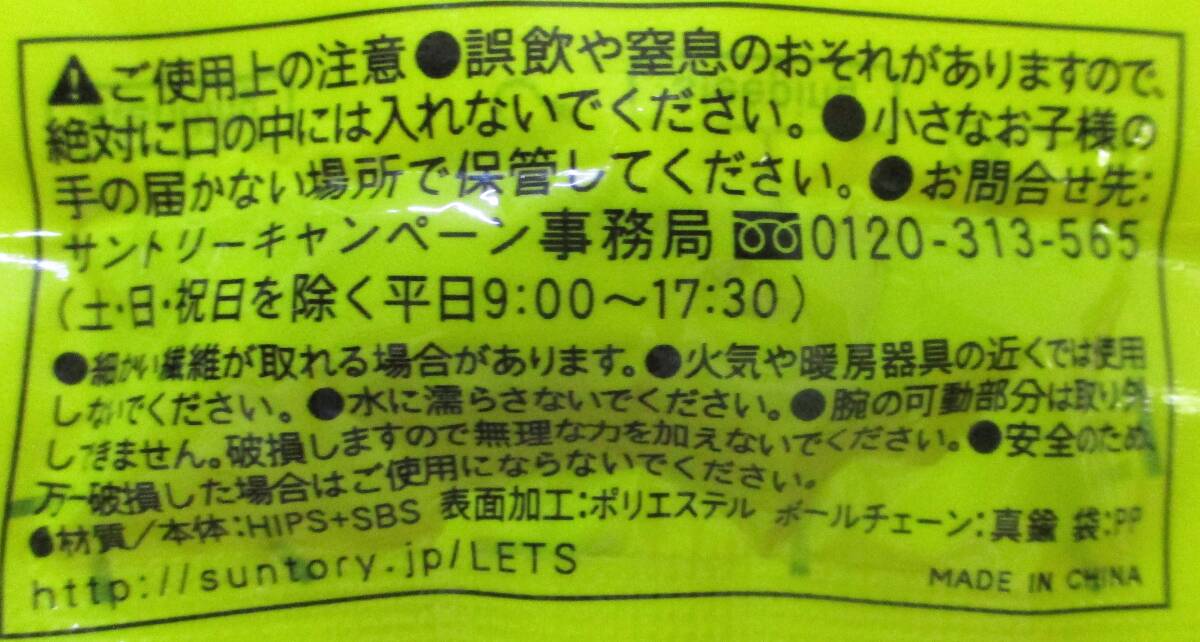 ⚠ご使用上の注意●誤飲や窒息のおそれがありますので、
絶対に口の中には入れないでください。●小さなお子様の
手の届かない場所で保管してください。●お問合せ先:
サントリーキャンペーン事務局 0120-313-565
(土・日・祝日を除く平日9:00〜17:30)
●細かい繊維が取れる場合があります。●火気や暖房器具の近くでは使用
しないでください。●水に濡らさないでください。●腕の可動部分は取り外
しできません。破損しますので無理な力を加えないでください。●安全のため
万一破損した場合はご使用にならないでください。
●材質/本体:HIPS+SBS 表面加工:ポリエステル ボールチェーン:真鍮 袋:PP
http://suntory.jp/LETS
MADE IN CHINA